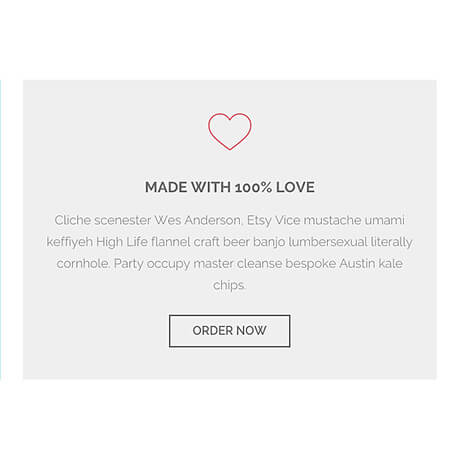 MADE WITH 100% LOVE
Cliche scenester Wes Anderson, Etsy Vice mustache umami
keffiyeh High Life flannel craft beer banjo lumbersexual literally
cornhole. Party occupy master cleanse bespoke Austin kale
chips.
ORDER NOW